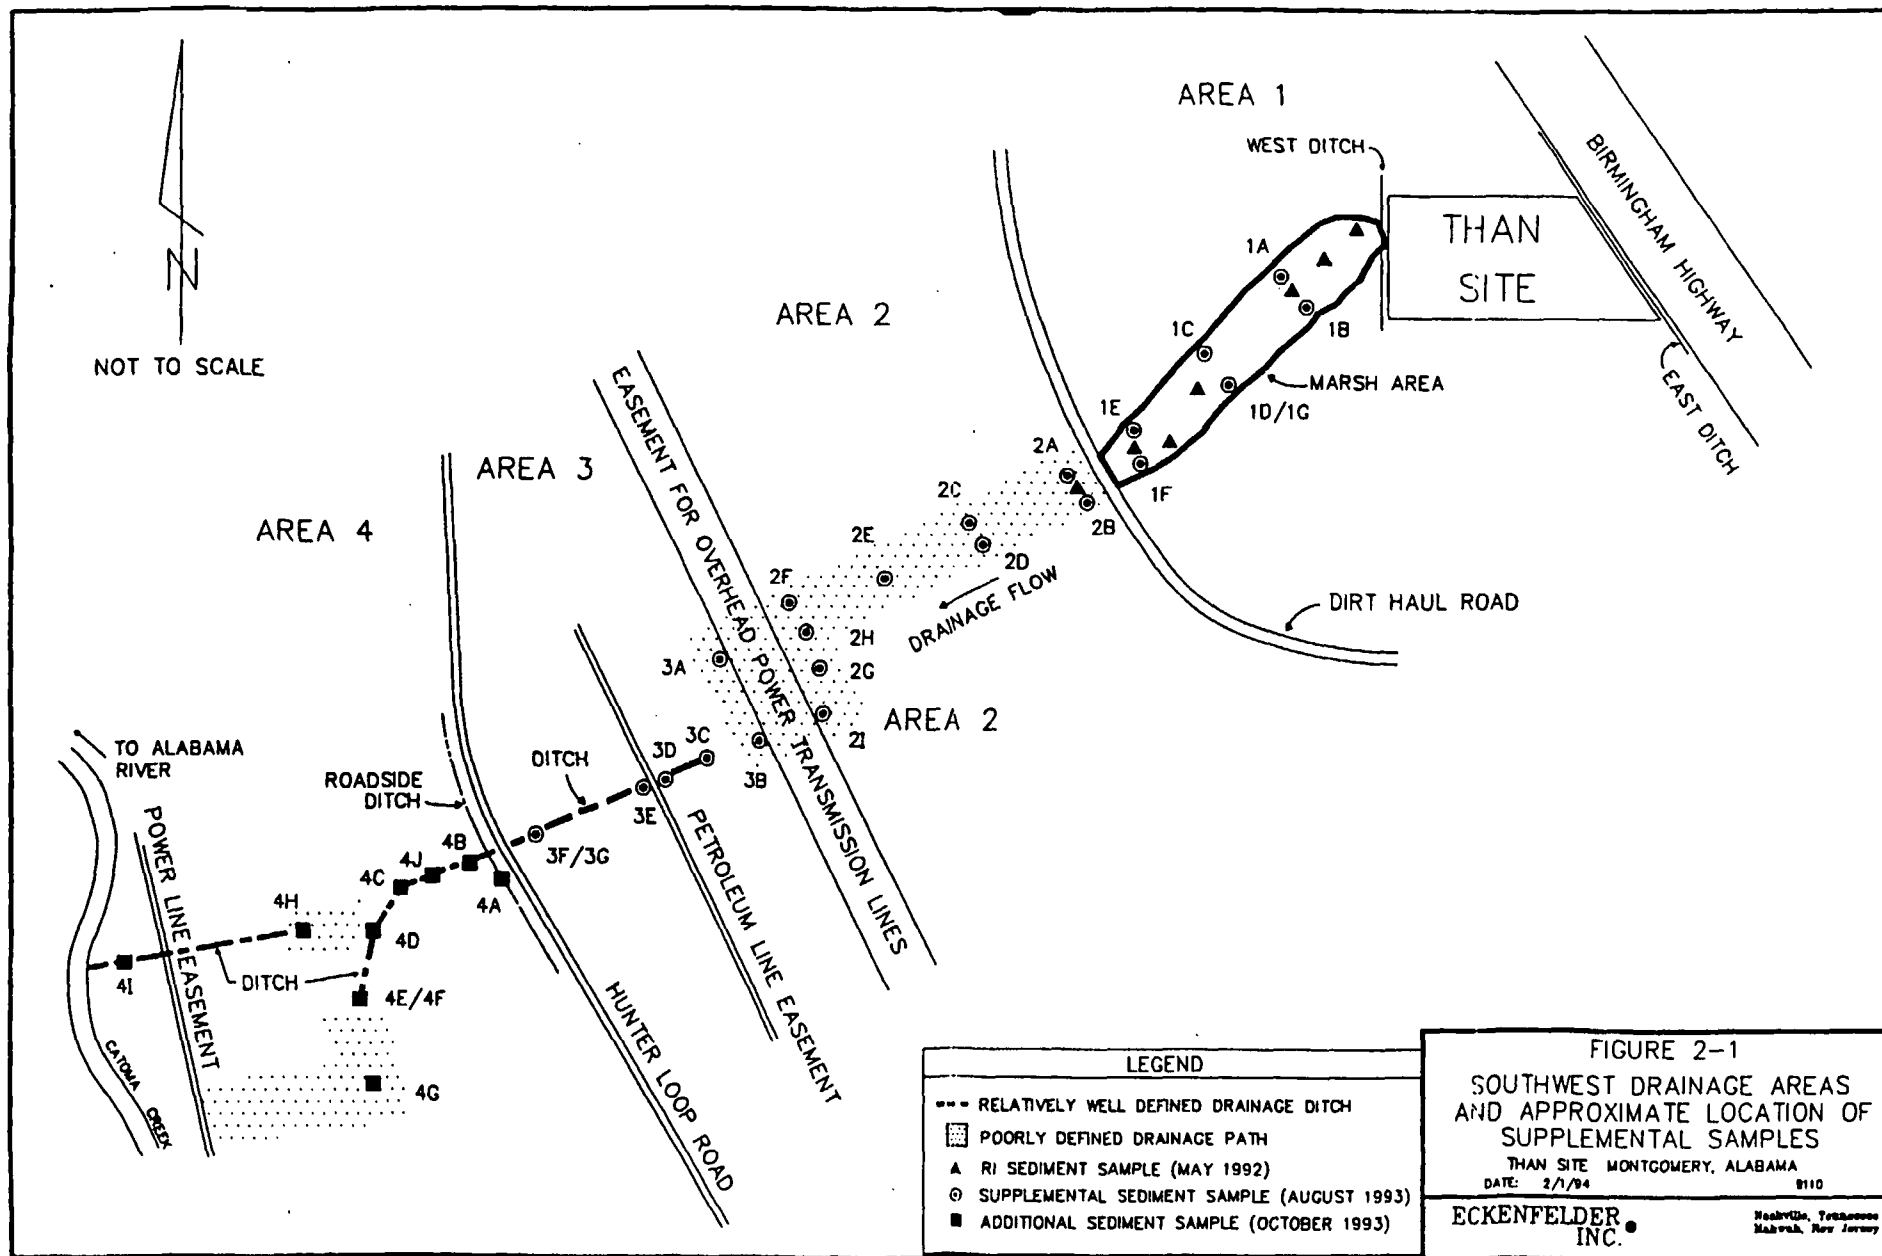 AREA 1
WEST DITCH
BIRMINGHAM HIGHWAY
THAN
SITE
1A
1B
1C
MARSH AREA
1D/1G
EAST DITCH
1E
1F
AREA 2
N
NOT TO SCALE
EASEMENT FOR OVERHEAD POWER TRANSMISSION LINES
2A
2B
2C
2D
2E
2F
2H
2G
2I
DRAINAGE FLOW
DIRT HAUL ROAD
AREA 3
AREA 4
AREA 2
3A
3B
3C
3D
3E
DITCH
3F/3G
PETROLEUM LINE EASEMENT
TO ALABAMA
RIVER
ROADSIDE
DITCH
POWER LINE EASEMENT
4B
4J
4C
4A
4H
4D
4I
DITCH
4E/4F
4G
CATOMA CREEK
HUNTER LOOP ROAD
LEGEND
RELATIVELY WELL DEFINED DRAINAGE DITCH
POORLY DEFINED DRAINAGE PATH
RI SEDIMENT SAMPLE (MAY 1992)
SUPPLEMENTAL SEDIMENT SAMPLE (AUGUST 1993)
ADDITIONAL SEDIMENT SAMPLE (OCTOBER 1993)
FIGURE 2-1
SOUTHWEST DRAINAGE AREAS
AND APPROXIMATE LOCATION OF
SUPPLEMENTAL SAMPLES
THAN SITE MONTGOMERY, ALABAMA
DATE: 2/1/94 9110
ECKENFELDER
INC.
Nashville, Tennessee
Mahwah, New Jersey